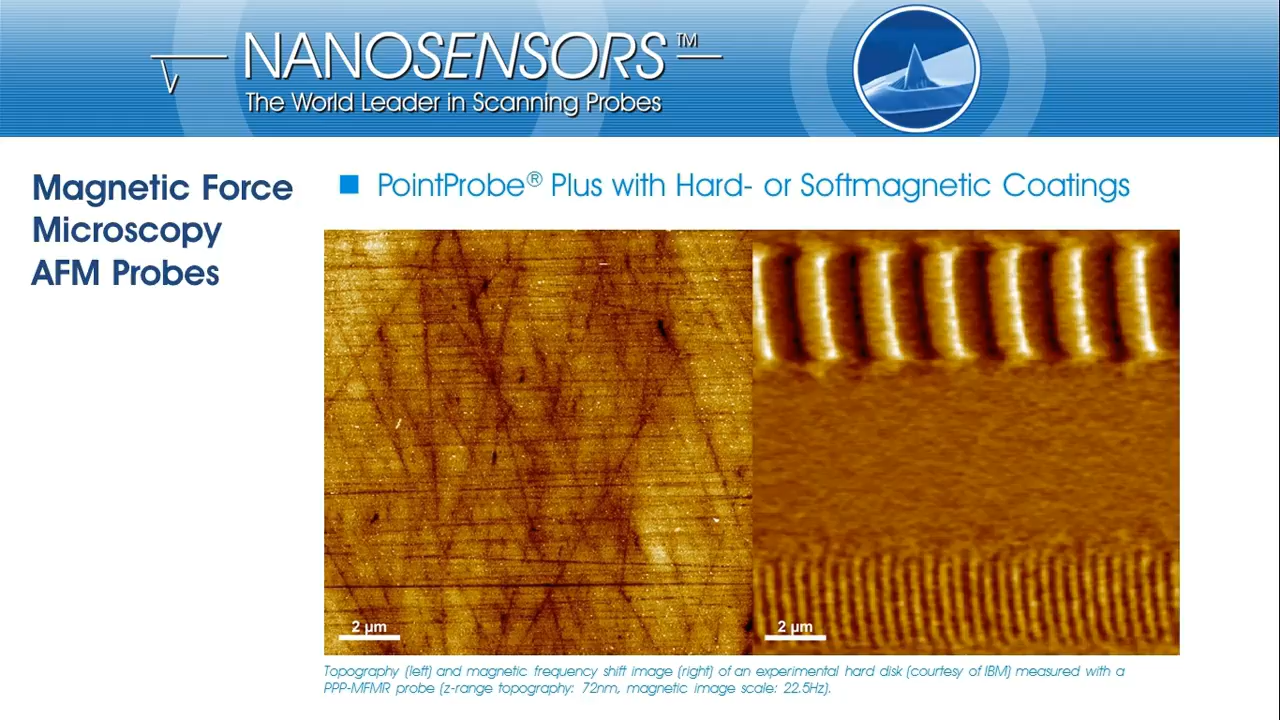 NANOSENSORS™
The World Leader in Scanning Probes
Magnetic Force
Microscopy
AFM Probes
■ PointProbe® Plus with Hard- or Softmagnetic Coatings
2 µm
2 µm
Topography (left) and magnetic frequency shift image (right) of an experimental hard disk (courtesy of IBM) measured with a
PPP-MFMR probe (z-range topography: 72nm, magnetic image scale: 22.5Hz).